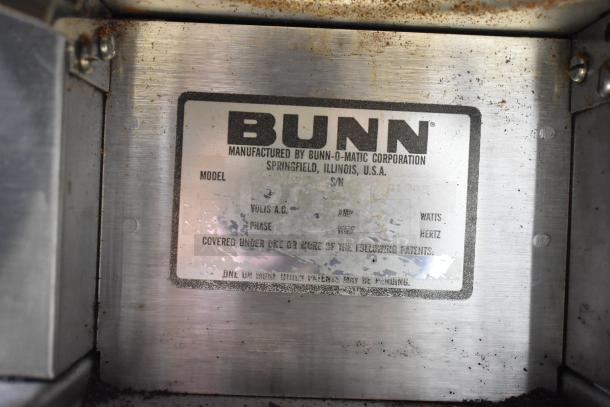 BUNN®
MANUFACTURED BY BUNN-O-MATIC CORPORATION
SPRINGFIELD, ILLINOIS, U.S.A.
MODEL S/N
VOLTS A.C. AMP WATTS
PHASE WIRE HERTZ
COVERED UNDER ONE OR MORE OF THE FOLLOWING PATENTS.
ONE OR MORE OTHER PATENTS MAY BE PENDING.